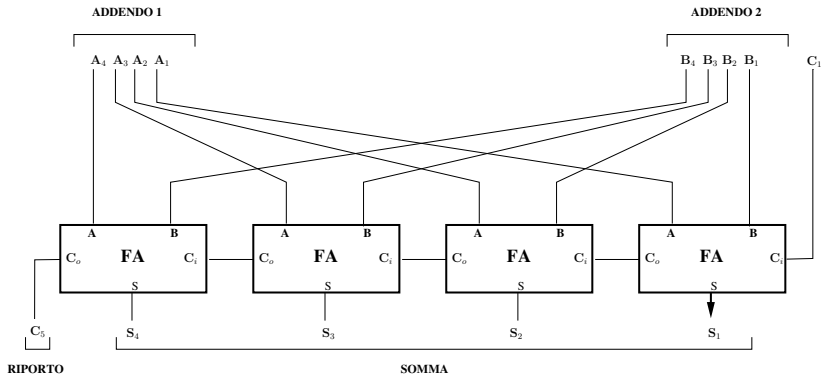 ADDENDO 1 ADDENDO 2
A₄ A₃ A₂ A₁ B₄ B₃ B₂ B₁ C₁
A B A B A B A B
Cₒ FA Cᵢ Cₒ FA Cᵢ Cₒ FA Cᵢ Cₒ FA Cᵢ
S S S S
C₅ S₄ S₃ S₂ S₁
RIPORTO SOMMA